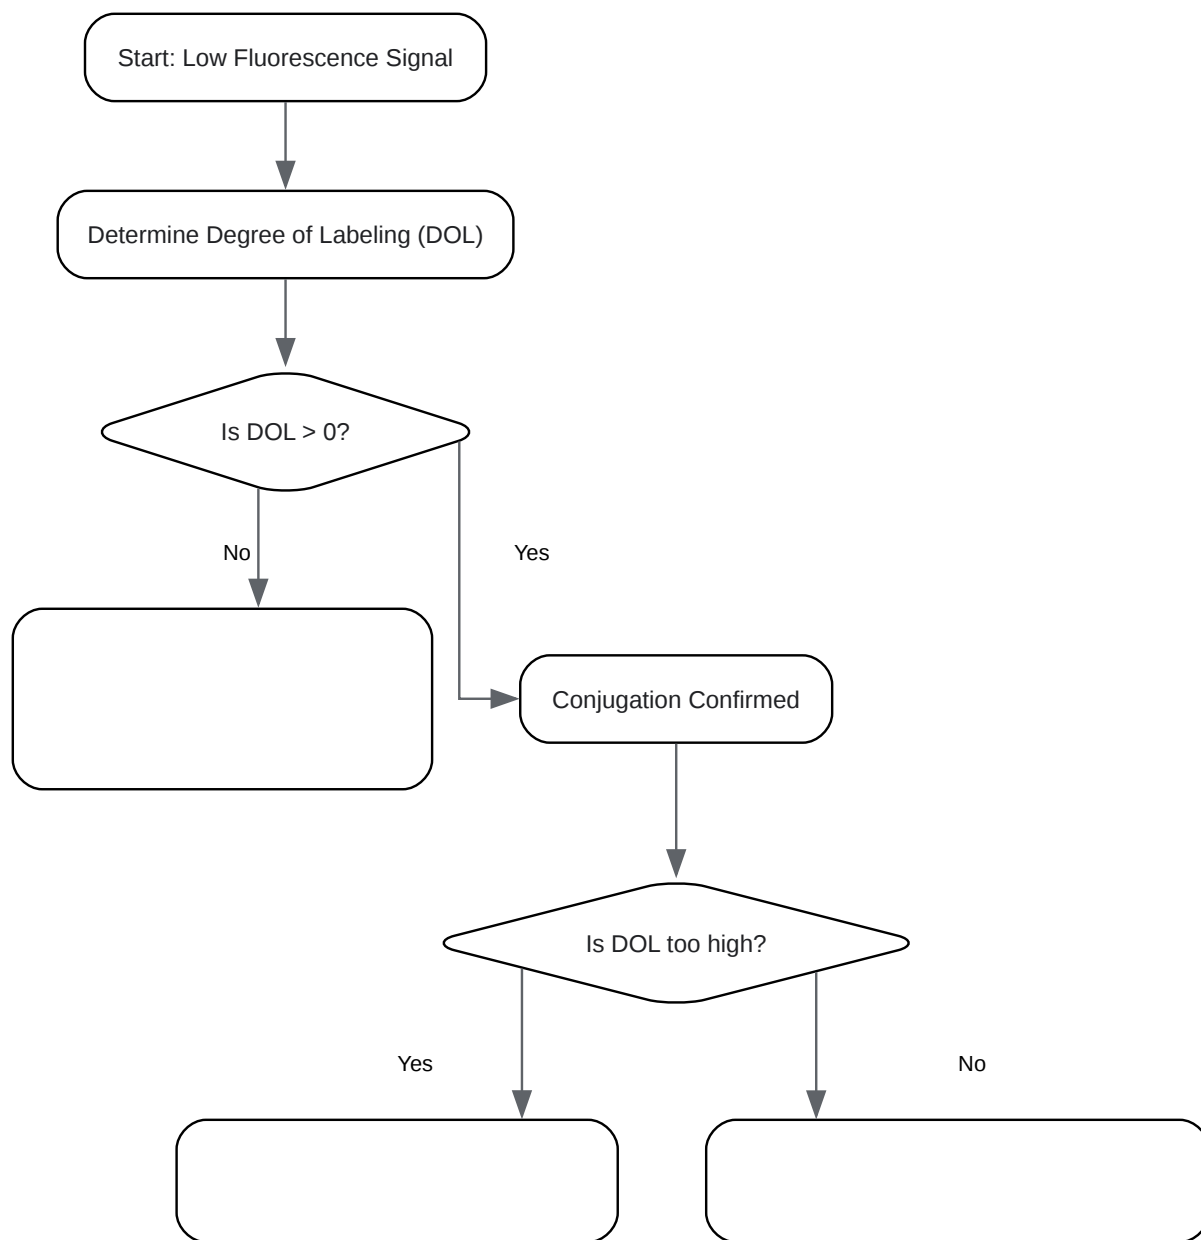 Start: Low Fluorescence Signal
Determine Degree of Labeling (DOL)
Is DOL > 0?
No
Yes
Conjugation Confirmed
Is DOL too high?
Yes
No